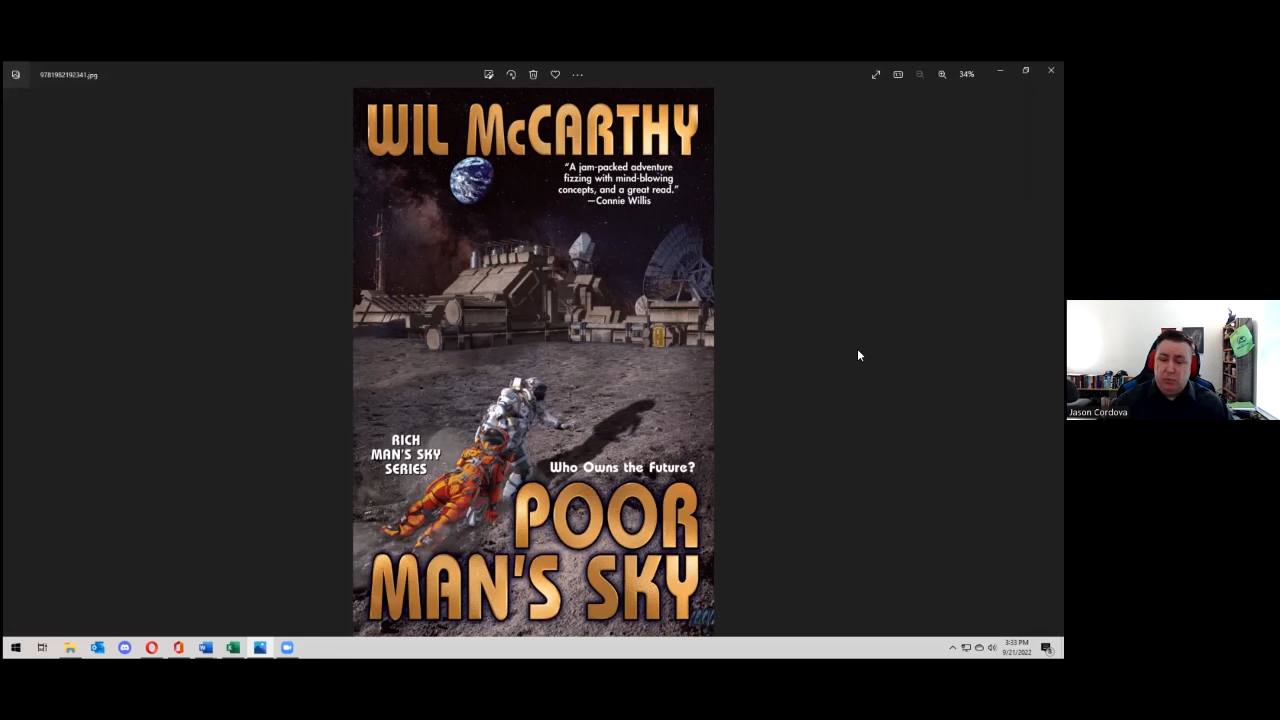 9781982192341.jpg
34%
WIL McCARTHY
“A jam-packed adventure
fizzing with mind-blowing
concepts, and a great read.”
—Connie Willis
RICH
MAN'S SKY
SERIES
Who Owns the Future?
POOR
MAN'S SKY
Jason Cordova
3:33 PM
9/21/2022